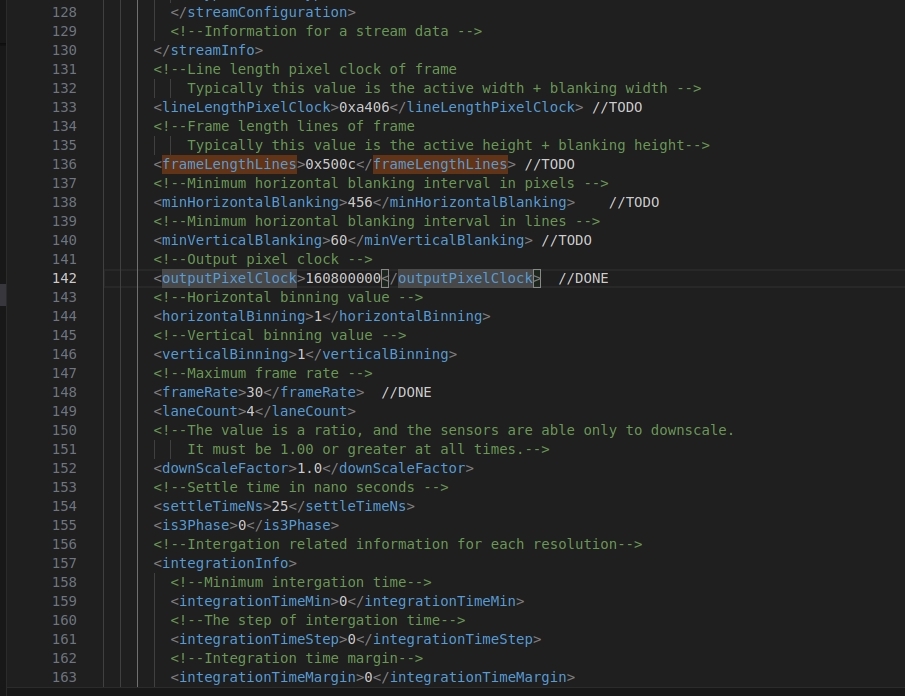 128 </streamConfiguration>
129 <!--Information for a stream data -->
130 </streamInfo>
131 <!--Line length pixel clock of frame
132 Typically this value is the active width + blanking width -->
133 <lineLengthPixelClock>0xa406</lineLengthPixelClock> //TODO
134 <!--Frame length lines of frame
135 Typically this value is the active height + blanking height-->
136 <frameLengthLines>0x500c</frameLengthLines> //TODO
137 <!--Minimum horizontal blanking interval in pixels -->
138 <minHorizontalBlanking>456</minHorizontalBlanking> //TODO
139 <!--Minimum horizontal blanking interval in lines -->
140 <minVerticalBlanking>60</minVerticalBlanking> //TODO
141 <!--Output pixel clock -->
142 <outputPixelClock>160800000</outputPixelClock> //DONE
143 <!--Horizontal binning value -->
144 <horizontalBinning>1</horizontalBinning>
145 <!--Vertical binning value -->
146 <verticalBinning>1</verticalBinning>
147 <!--Maximum frame rate -->
148 <frameRate>30</frameRate> //DONE
149 <laneCount>4</laneCount>
150 <!--The value is a ratio, and the sensors are able only to downscale.
151 It must be 1.00 or greater at all times.-->
152 <downScaleFactor>1.0</downScaleFactor>
153 <!--Settle time in nano seconds -->
154 <settleTimeNs>25</settleTimeNs>
155 <is3Phase>0</is3Phase>
156 <!--Intergation related information for each resolution-->
157 <integrationInfo>
158 <!--Minimum intergation time-->
159 <integrationTimeMin>0</integrationTimeMin>
160 <!--The step of intergation time-->
161 <integrationTimeStep>0</integrationTimeStep>
162 <!--Integration time margin-->
163 <integrationTimeMargin>0</integrationTimeMargin>